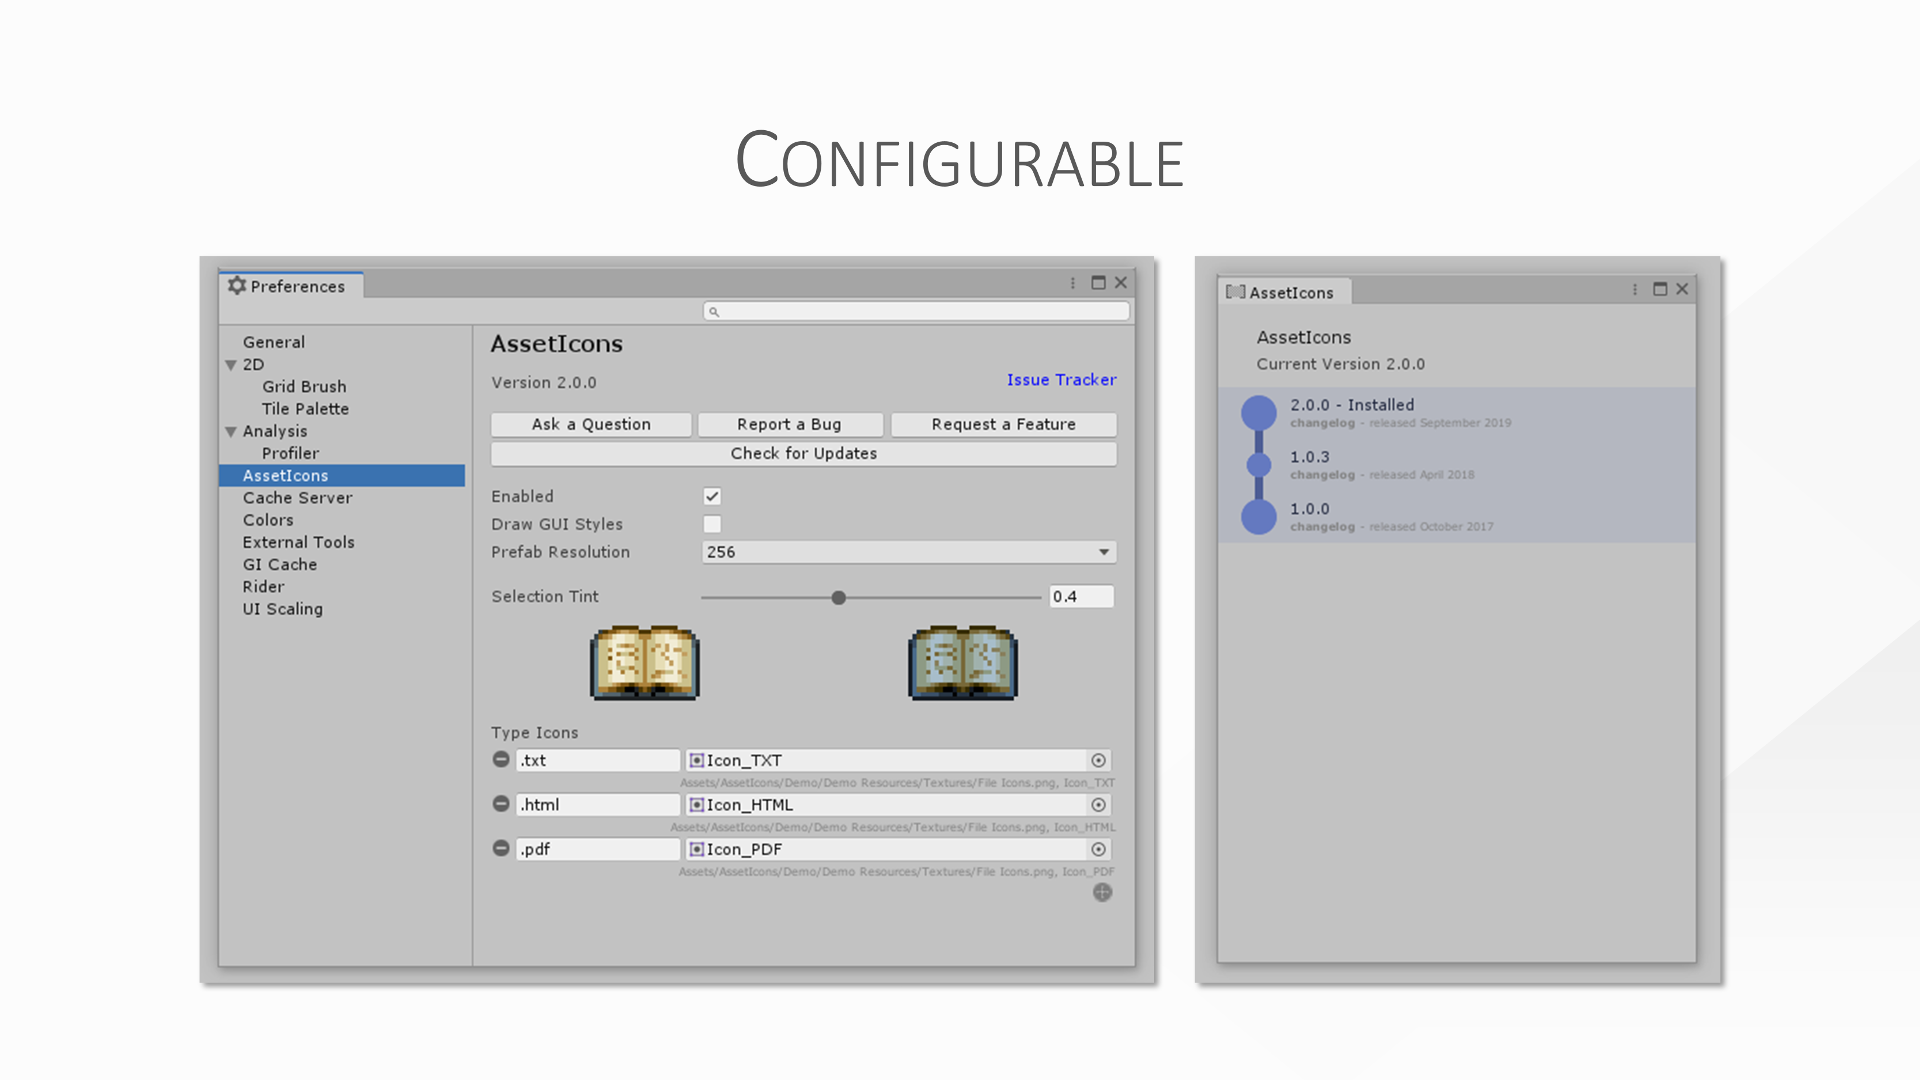 CONFIGURABLE
Preferences
General
2D
Grid Brush
Tile Palette
Analysis
Profiler
AssetIcons
Cache Server
Colors
External Tools
GI Cache
Rider
UI Scaling
AssetIcons
Version 2.0.0
Issue Tracker
Ask a Question
Report a Bug
Request a Feature
Check for Updates
Enabled
Draw GUI Styles
Prefab Resolution
256
Selection Tint
0.4
Type Icons
.txt
Icon_TXT
Assets/AssetIcons/Demo/Demo Resources/Textures/File Icons.png, Icon_TXT
.html
Icon_HTML
Assets/AssetIcons/Demo/Demo Resources/Textures/File Icons.png, Icon_HTML
.pdf
Icon_PDF
Assets/AssetIcons/Demo/Demo Resources/Textures/File Icons.png, Icon_PDF
AssetIcons
AssetIcons
Current Version 2.0.0
2.0.0 - Installed
changelog - released September 2019
1.0.3
changelog - released April 2018
1.0.0
changelog - released October 2017